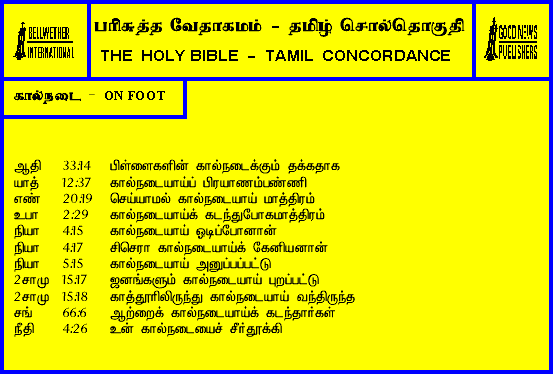 BELLWETHER
INTERNATIONAL
பரிசுத்த வேதாகமம் - தமிழ் சொல்தொகுதி
THE HOLY BIBLE - TAMIL CONCORDANCE
GOOD NEWS
PUBLISHERS
கால்நடை - ON FOOT
ஆதி 33:14 பிள்ளைகளின் கால்நடைக்கும் தக்கதாக
யாத் 12:37 கால்நடையாய்ப் பிரயாணம்பண்ணி
எண் 20:19 செய்யாமல் கால்நடையாய் மாத்திரம்
உபா 2:29 கால்நடையாய்க் கடந்துபோகமாத்திரம்
நியா 4:15 கால்நடையாய் ஓடிப்போனான்
நியா 4:17 சிசெரா கால்நடையாய்க் கேனியனான்
நியா 5:15 கால்நடையாய் அனுப்பப்பட்டு
2சாமு 15:17 ஜனங்களும் கால்நடையாய் புறப்பட்டு
2சாமு 15:18 காத்தூரிலிருந்து கால்நடையாய் வந்திருந்த
சங் 66:6 ஆற்றைக் கால்நடையாய்க் கடந்தார்கள்
நீதி 4:26 உன் கால்நடையைச் சீர்தூக்கி